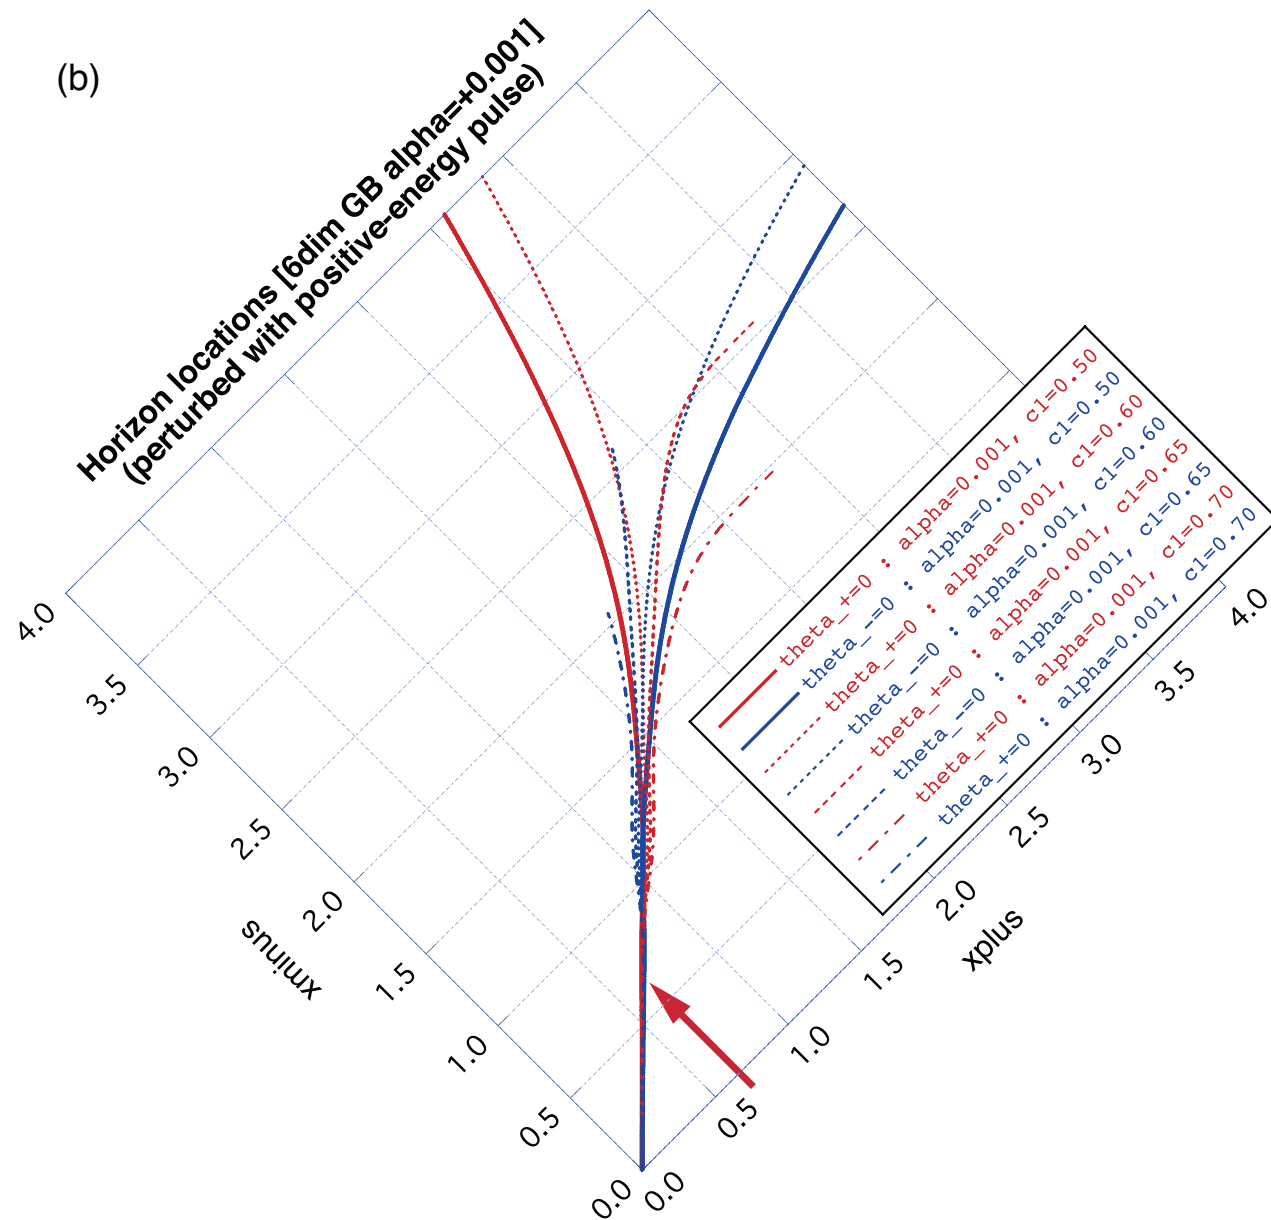 (b)
Horizon locations [6dim GB alpha=+0.001]
(perturbed with positive-energy pulse)
theta_+=0 : alpha=0.001, c1=0.50
theta_-=0 : alpha=0.001, c1=0.50
theta_+=0 : alpha=0.001, c1=0.60
theta_-=0 : alpha=0.001, c1=0.60
theta_+=0 : alpha=0.001, c1=0.65
theta_-=0 : alpha=0.001, c1=0.65
theta_+=0 : alpha=0.001, c1=0.70
theta_+=0 : alpha=0.001, c1=0.70
4.0
3.5
3.0
2.5
2.0
1.5
1.0
0.5
0.0
xminus
0.0
0.5
1.0
1.5
2.0
2.5
3.0
3.5
4.0
xplus